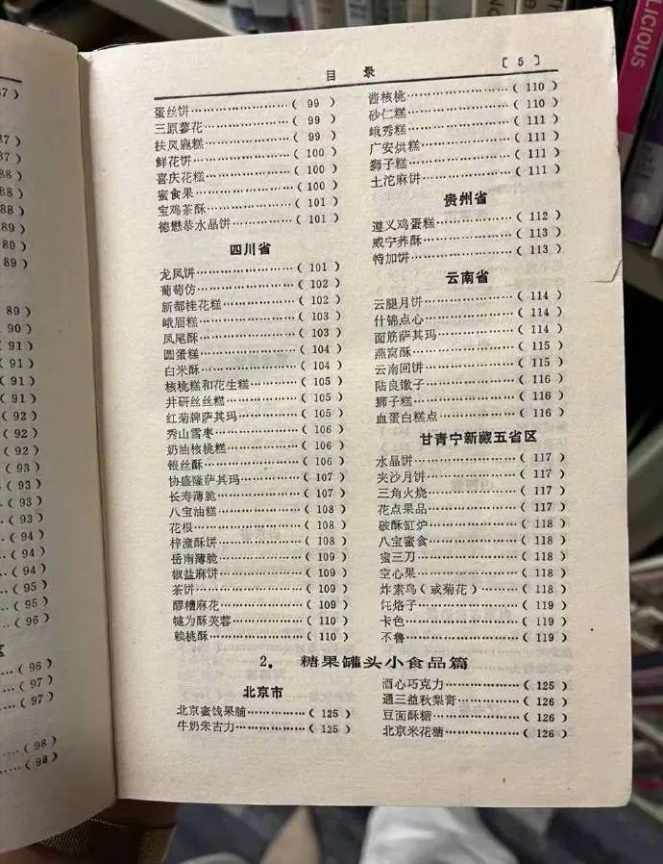 目 录 〔5〕
蛋丝饼……………………（99）
三原蓼花…………………（99）
扶风鹿糕…………………（99）
鲜花饼……………………（100）
喜庆花糕…………………（100）
蜜食果……………………（100）
宝鸡茶酥…………………（101）
德懋恭水晶饼……………（101）
四川省
龙凤饼……………………（101）
葡萄仿……………………（102）
新都桂花糕………………（102）
峨眉糕……………………（103）
凤尾酥……………………（103）
圆蛋糕……………………（104）
白米酥……………………（104）
核桃糕和花生糕…………（105）
井研丝丝糕………………（105）
红菊牌萨其玛……………（105）
秀山雪枣…………………（106）
奶油核桃糕………………（106）
银丝酥……………………（106）
协盛隆萨其玛……………（107）
长寿薄脆…………………（107）
八宝油糕…………………（108）
花根………………………（108）
梓潼酥饼…………………（108）
岳南薄脆…………………（109）
椒盐麻饼…………………（109）
茶饼………………………（109）
醪糟麻花…………………（109）
犍为酥芙蓉………………（110）
桃酥………………………（110）
酱核桃……………………（110）
砂仁糕……………………（110）
峨秀糕……………………（111）
广安烘糕…………………（111）
狮子糕……………………（111）
土沱麻饼…………………（111）
贵州省
遵义鸡蛋糕………………（112）
威宁荞酥…………………（113）
特加饼……………………（113）
云南省
云腿月饼…………………（114）
什锦点心…………………（114）
面筋萨其玛………………（114）
燕窝酥……………………（115）
云南回饼…………………（115）
陆良馓子…………………（116）
狮子糕……………………（116）
血蛋白糕点………………（116）
甘青宁新藏五省区
水晶饼……………………（117）
夹沙月饼…………………（117）
三角火烧…………………（117）
花点果品…………………（117）
破酥缸炉…………………（118）
八宝蜜食…………………（118）
蜜三刀……………………（118）
空心果……………………（118）
炸素鸟（或菊花）………（118）
饦烙子……………………（119）
卡色………………………（119）
不鲁………………………（119）
2. 糖果罐头小食品篇
北京市
北京蜜饯果脯……………（125）
牛奶朱古力………………（125）
酒心巧克力………………（125）
通三益秋梨膏……………（126）
豆面酥糖…………………（126）
北京米花糖………………（126）